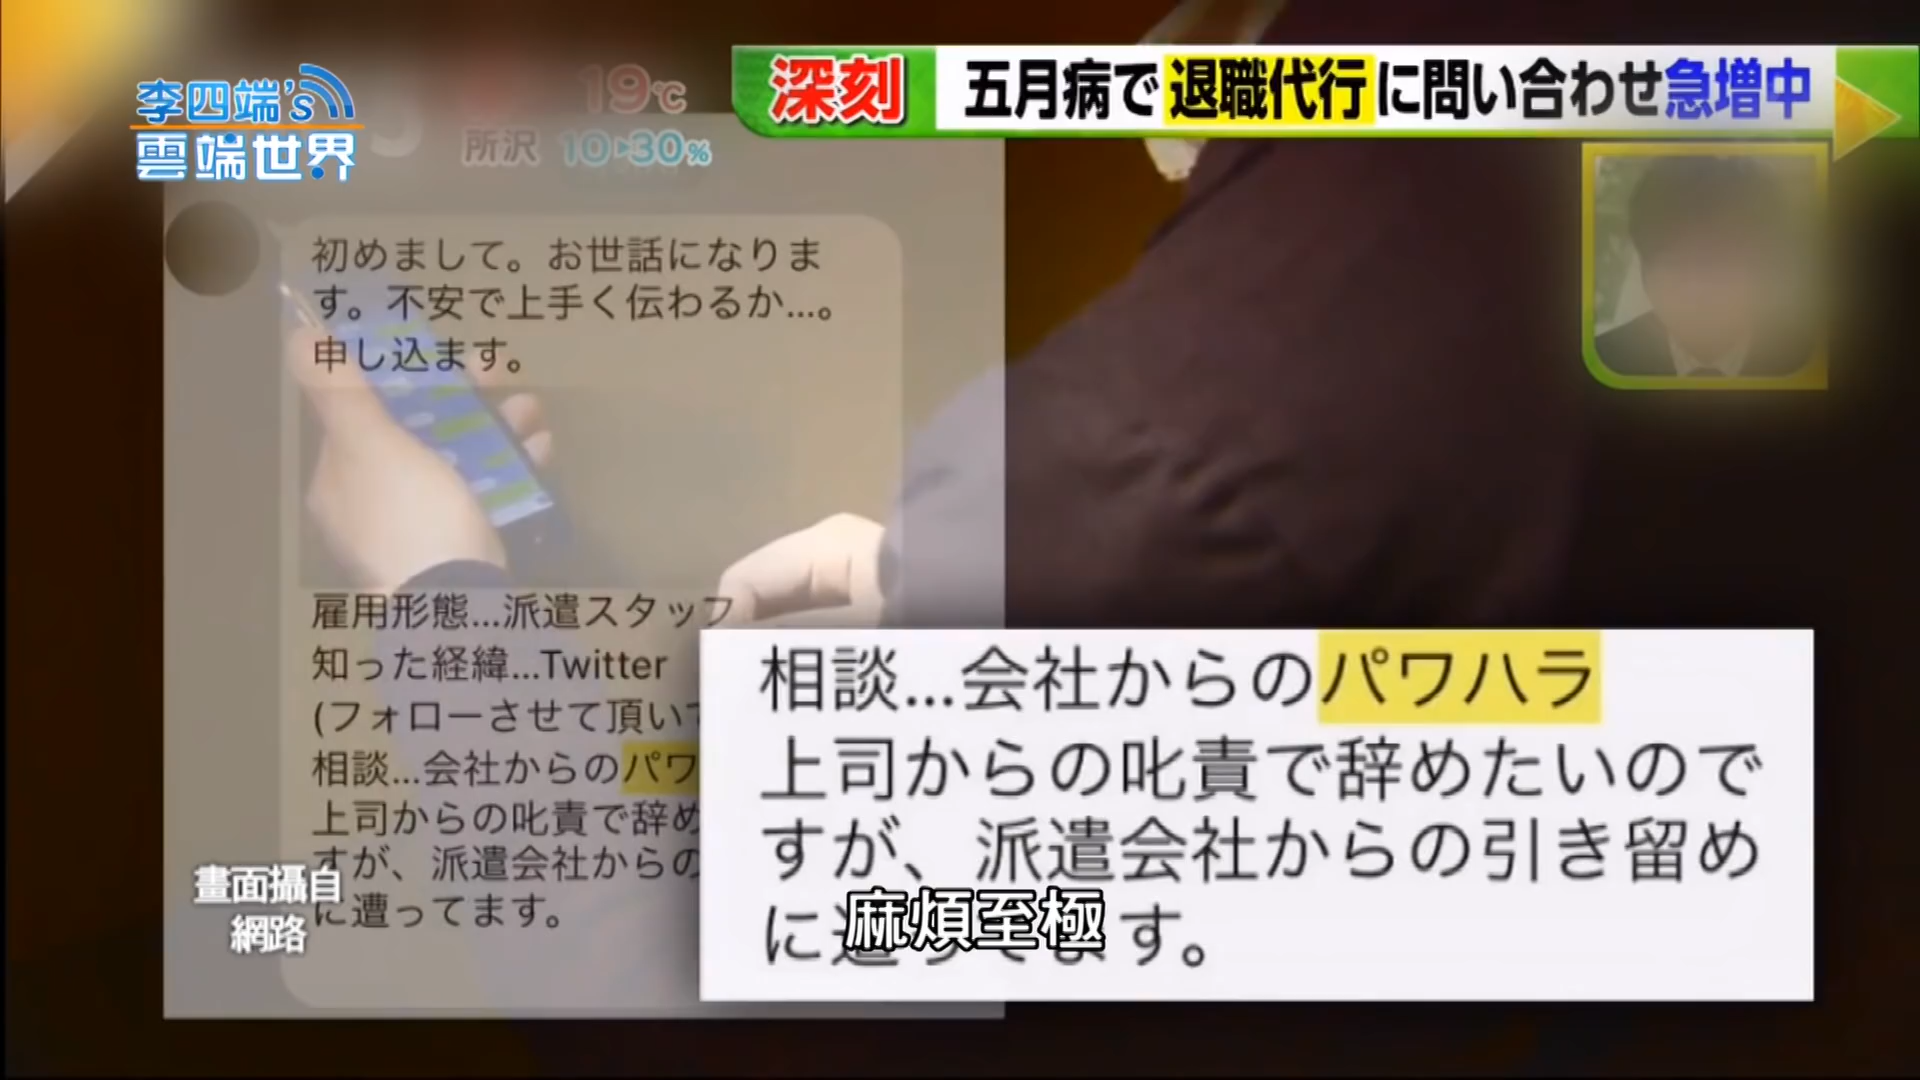 李四端's
雲端世界
19℃
所沢 10▸30%
深刻
五月病で退職代行に問い合わせ急増中
初めまして。お世話になりま
す。不安で上手く伝わるか...。
申し込ます。
雇用形態...派遣スタッフ
知った経緯...Twitter
(フォローさせて頂い
相談...会社からのパワ
上司からの叱責で辞め
すが、派遣会社からの
に遭ってます。
相談...会社からのパワハラ
上司からの叱責で辞めたいので
すが、派遣会社からの引き留め
に遭ってます。
麻煩至極
畫面攝自
網路